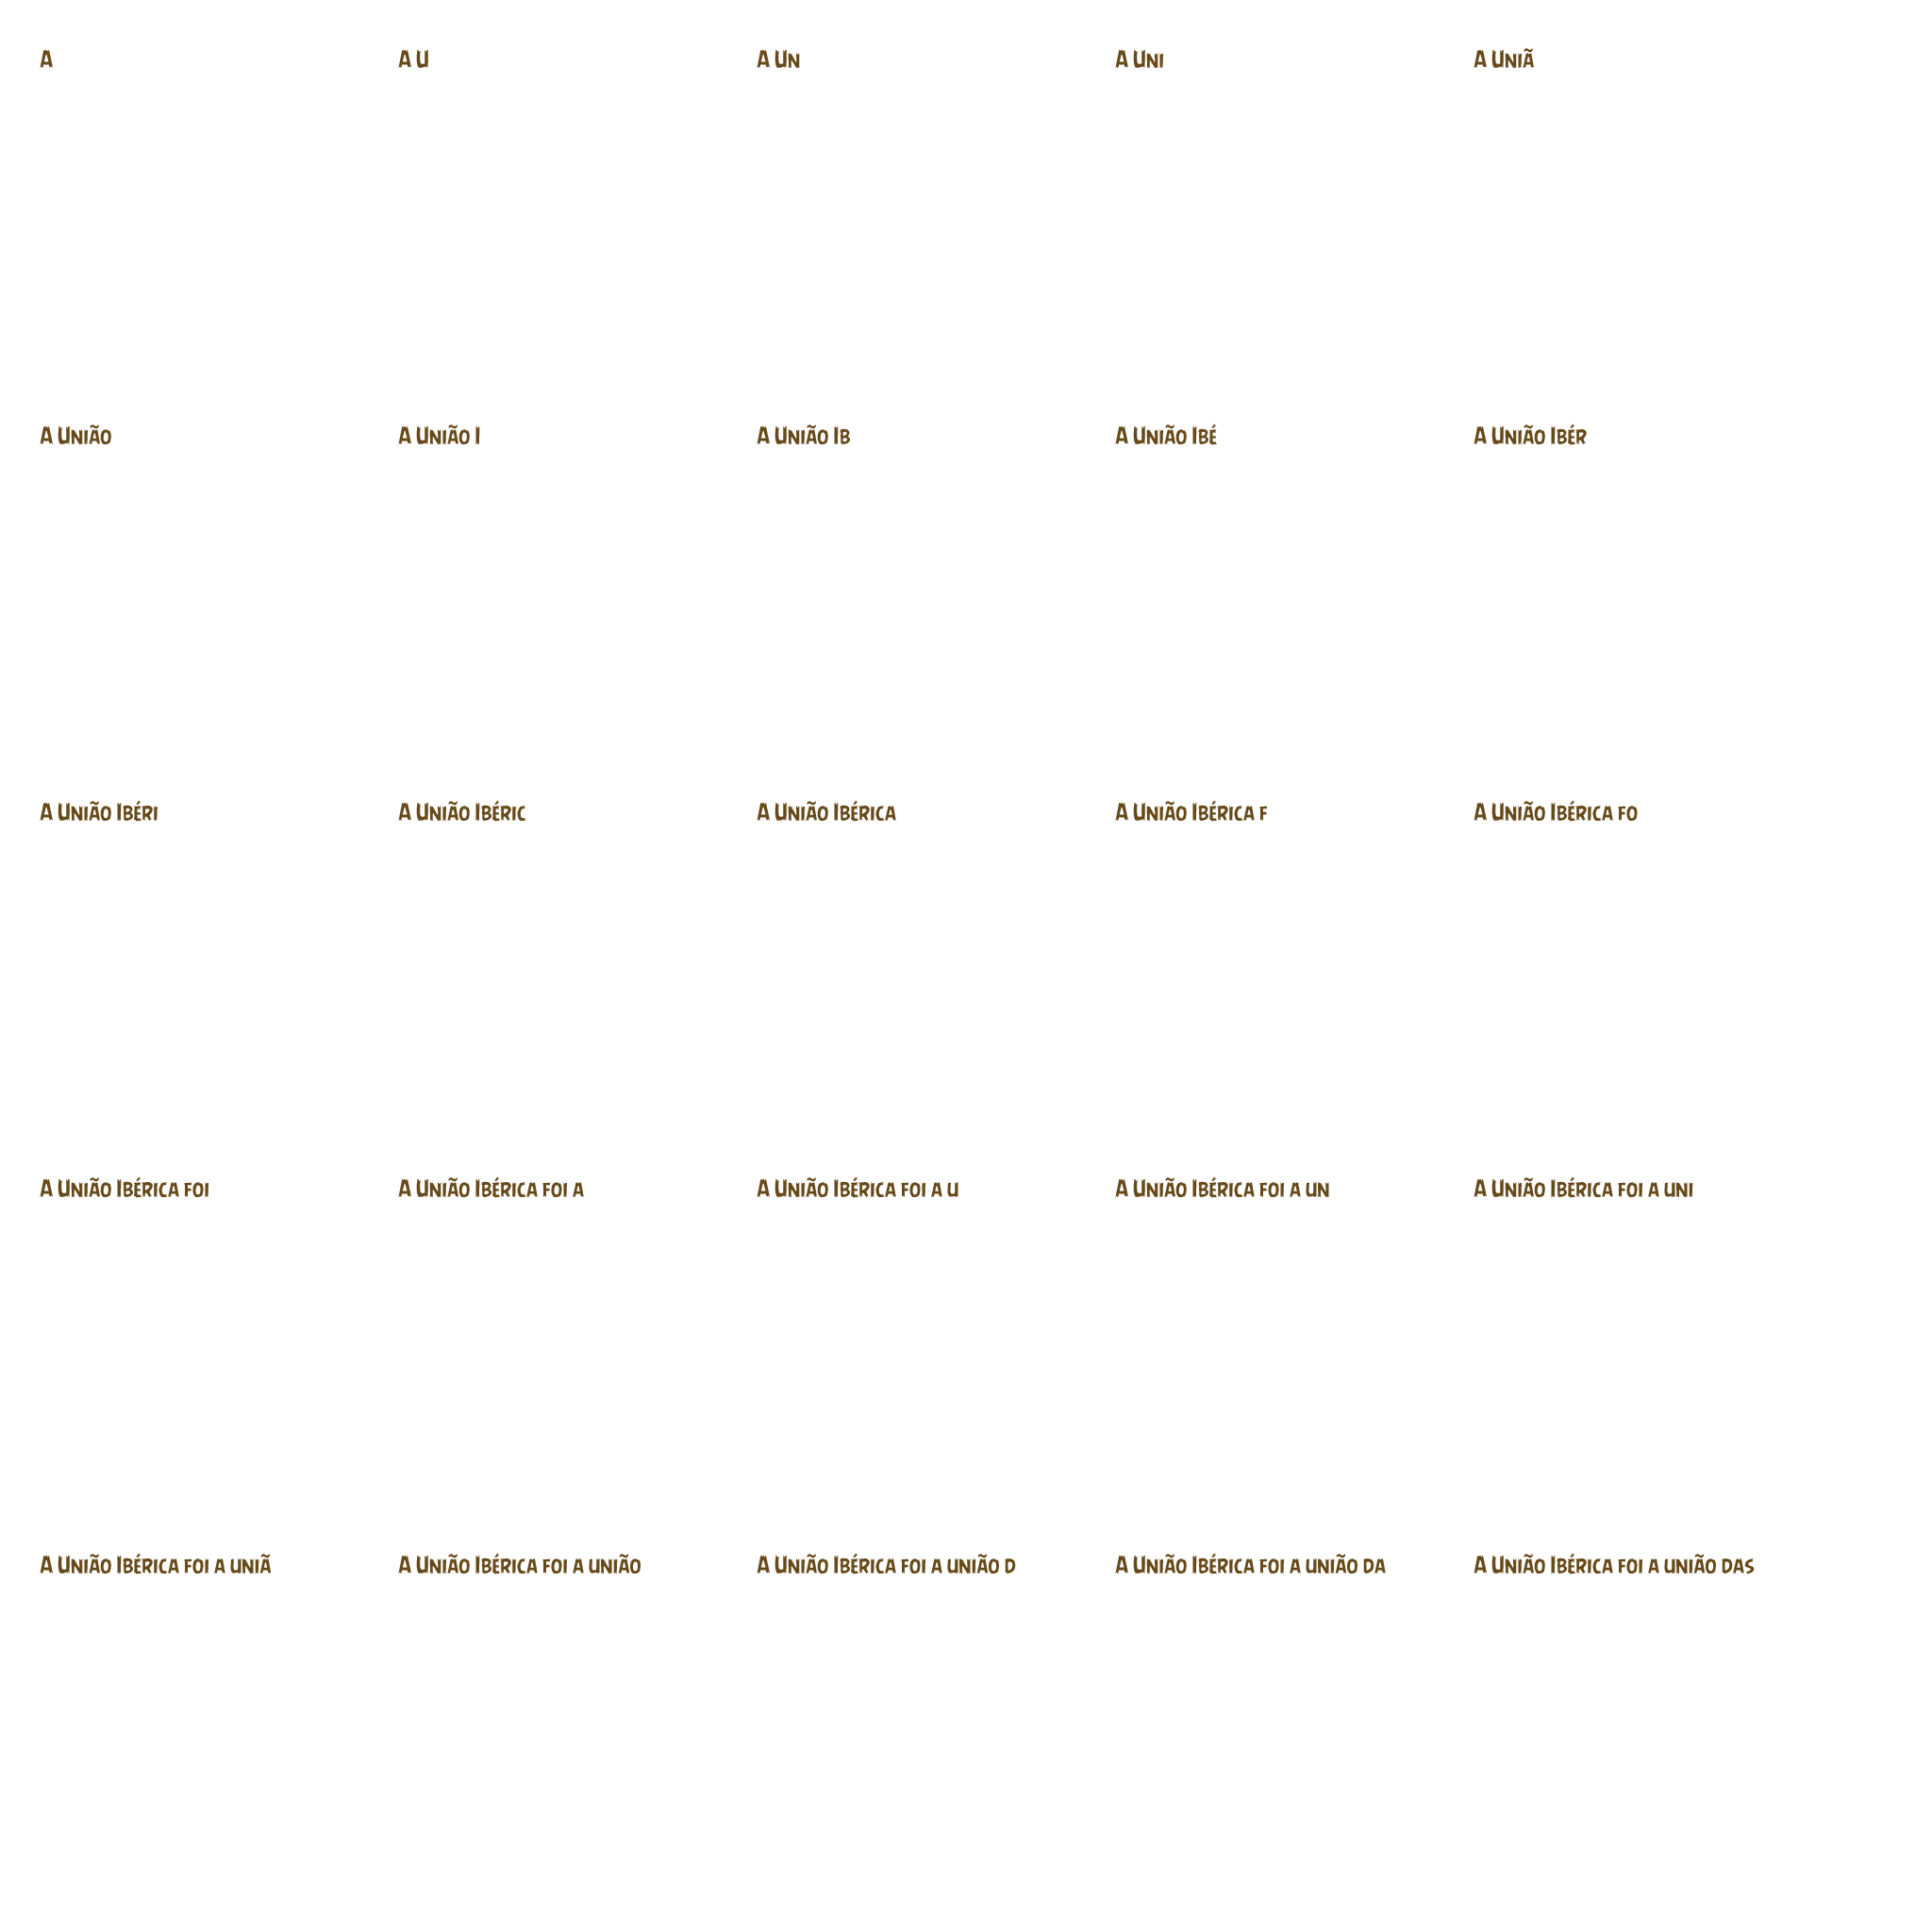 A
A U
A Un
A Uni
A Uniã
A União
A União I
A União Ib
A União Ibé
A União Ibér
A União Ibéri
A União Ibéric
A União Ibérica
A União Ibérica f
A União Ibérica fo
A União Ibérica foi
A União Ibérica foi a
A União Ibérica foi a u
A União Ibérica foi a un
A União Ibérica foi a uni
A União Ibérica foi a uniã
A União Ibérica foi a união
A União Ibérica foi a união d
A União Ibérica foi a união da
A União Ibérica foi a união das